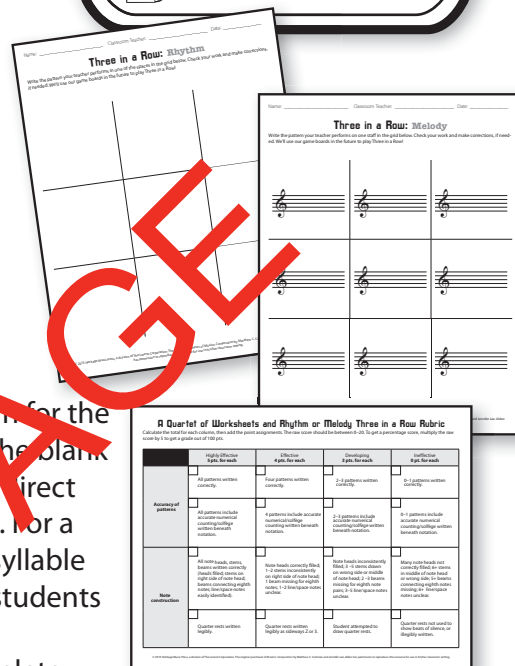 Name: Classroom Teacher: Date:
Three in a Row: Rhythm
Write the pattern your teacher performs in one of the spaces in the grid below. Check your work and make corrections,
if needed. We'll use our game boards in the future to play Three in a Row!
Name: Classroom Teacher: Date:
Three in a Row: Melody
Write the pattern your teacher performs on one staff in the grid below. Check your work and make corrections, if need-
ed. We'll use our game boards in the future to play Three in a Row!
AGE
for the
blank
irect
a
yllable
students
A Quartet of Worksheets and Rhythm or Melody Three in a Row Rubric
Calculate the total for each column, then add the point assignments. The raw score should be between 0–20. To get a percentage score, multiply the raw
score by 5 to get a grade out of 100 pts.
Highly Effective
5 pts. for each
Effective
4 pts. for each
Developing
3 pts. for each
Ineffective
0 pt. for each
Accuracy of
patterns
All patterns written
correctly.
Four patterns written
correctly.
2–3 patterns written
correctly.
0–1 patterns written
correctly.
All patterns include
accurate numerical
counting/solfege
written beneath
notation.
4 patterns include accurate
numerical/solfege
counting written beneath
notation.
2–3 patterns include
accurate numerical
counting/solfege written
beneath notation.
0–1 patterns include
accurate numerical
counting/solfege written
beneath notation.
Note
construction
All note heads, stems,
beams written correctly
(heads filled; stems on
right side of note head;
beams connecting eighth
notes; line/space notes
easily identified).
Note heads correctly filled;
1–2 stems inconsistently
on right side of note head;
1 beam missing for eighth
notes; 1–2 line/space notes
unclear.
Note heads inconsistently
filled; 3–5 stems drawn
on wrong side or middle
of note head; 2–5 beams
missing for eighth note
pairs; 3–5 line/space notes
unclear.
Many note heads not
correctly filled; 6+ stems
in middle of note head
or wrong side; 5+ beams
connecting eighth notes
missing; 6+ line/space
notes unclear.
Quarter rests written
legibly.
Quarter rests written
legibly as sideways Z or 3.
Student attempted to
draw quarter rests.
Quarter rests not used to
show beats of silence, or
illegibly written.